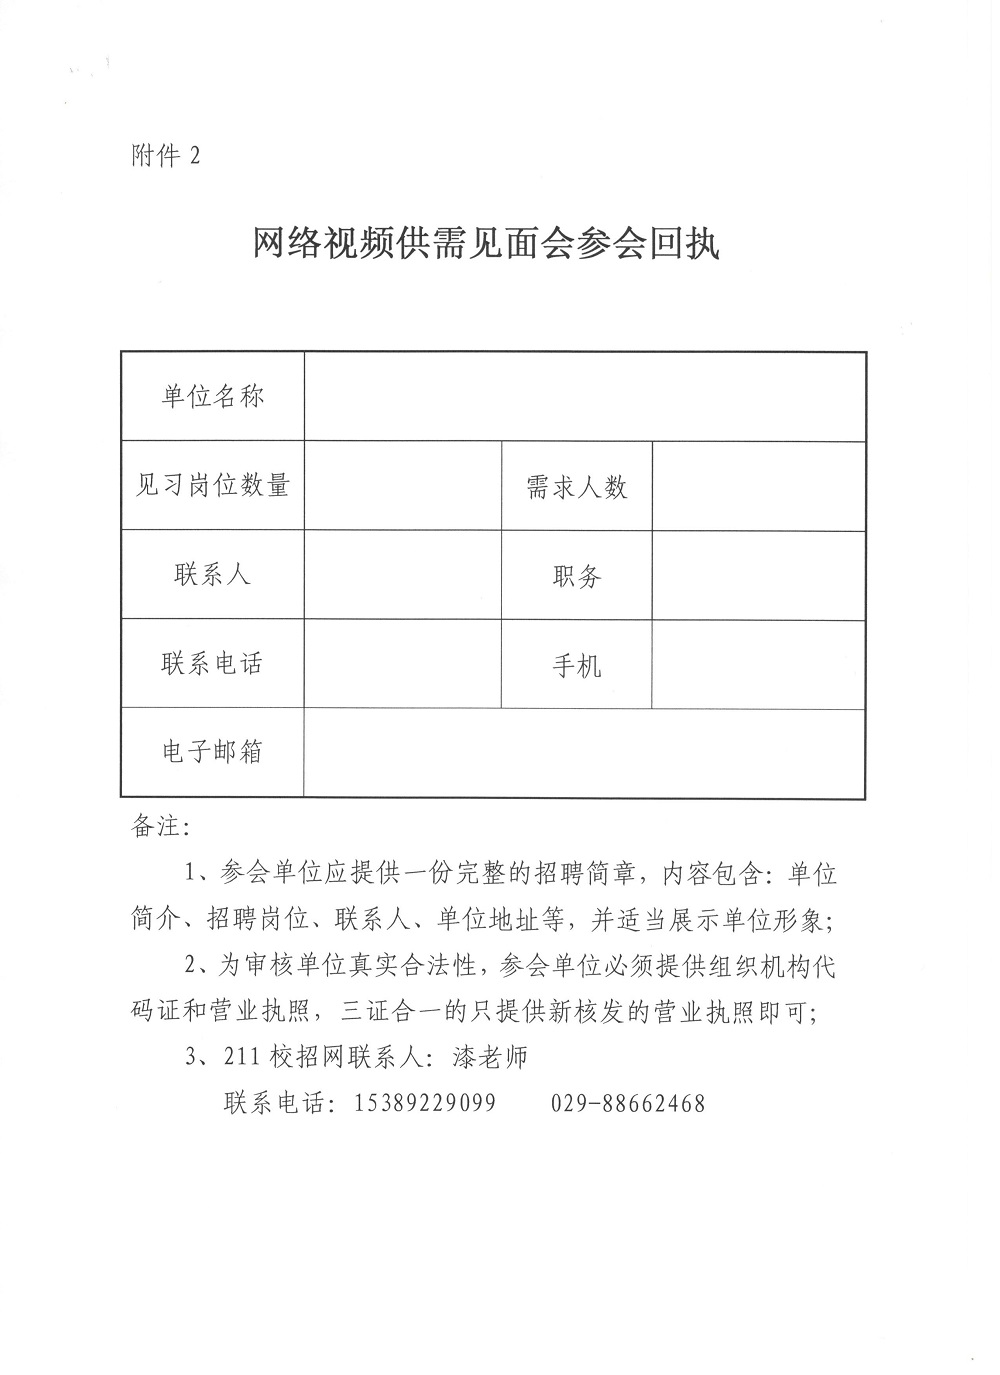 附件 2
网络视频供需见面会参会回执
单位名称
见习岗位数量 需求人数
联系人 职务
联系电话 手机
电子邮箱
备注：
1、参会单位应提供一份完整的招聘简章，内容包含：单位
简介、招聘岗位、联系人、单位地址等，并适当展示单位形象；
2、为审核单位真实合法性，参会单位必须提供组织机构代
码证和营业执照，三证合一的只提供新核发的营业执照即可；
3、211 校招网联系人：漆老师
联系电话：15389229099 029-88662468